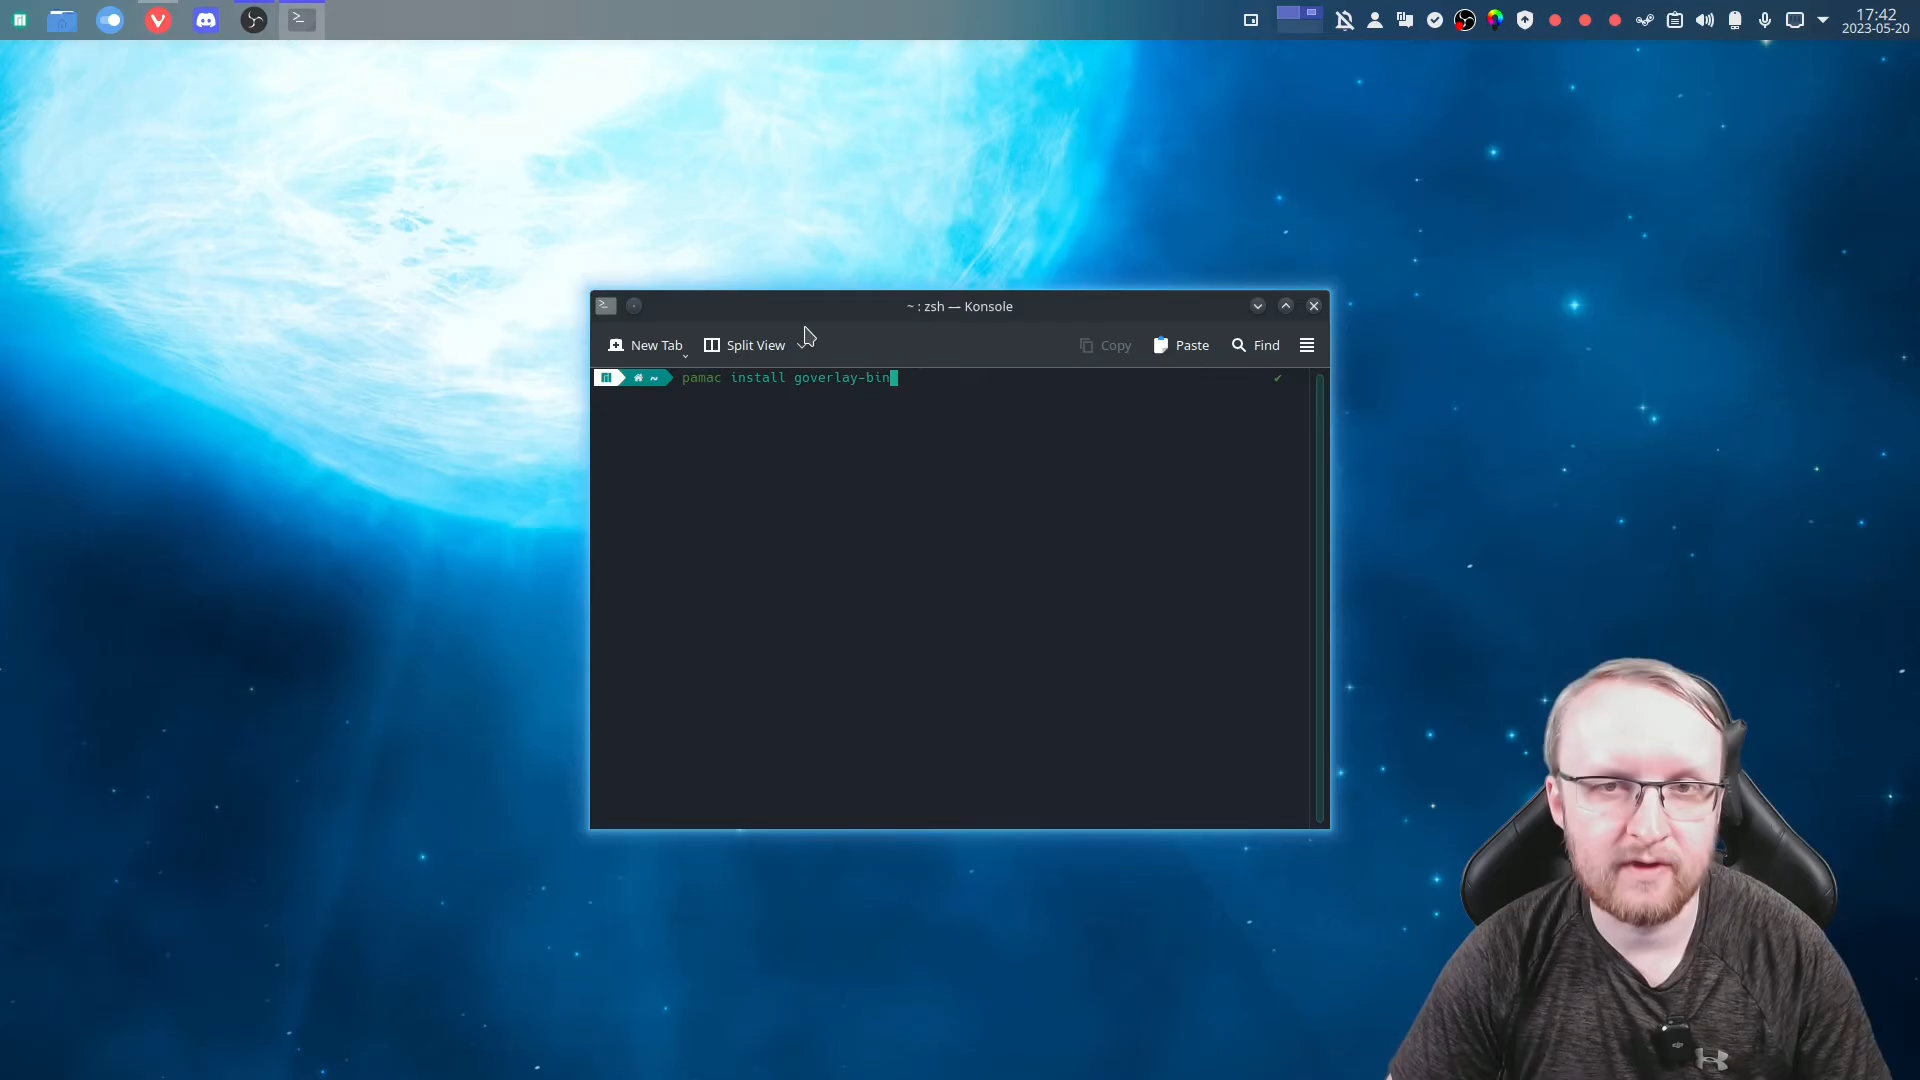 17:42
2023-05-20
~ : zsh — Konsole
New Tab
Split View
Copy
Paste
Find
~ pamac install goverlay-bin